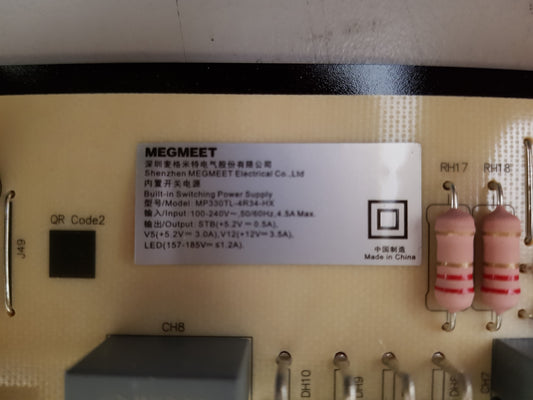 MEGMEET
深圳麦格米特电气股份有限公司
Shenzhen MEGMEET Electrical Co.,Ltd
内置开关电源
Built-in Switching Power Supply
型号/Model: MP330TL-4R34-HX
输入/Input:100-240V~,50/60Hz,4.5A Max.
输出/Output: STB(+5.2V⎓0.5A),
V5(+5.2V⎓3.0A),V12(+12V⎓3.5A),
LED(157-185V⎓≤1.2A).
中国制造
Made in China
RH17 RH18
QR Code2
J49
CH8
DH10
DH9
DH8
CH7